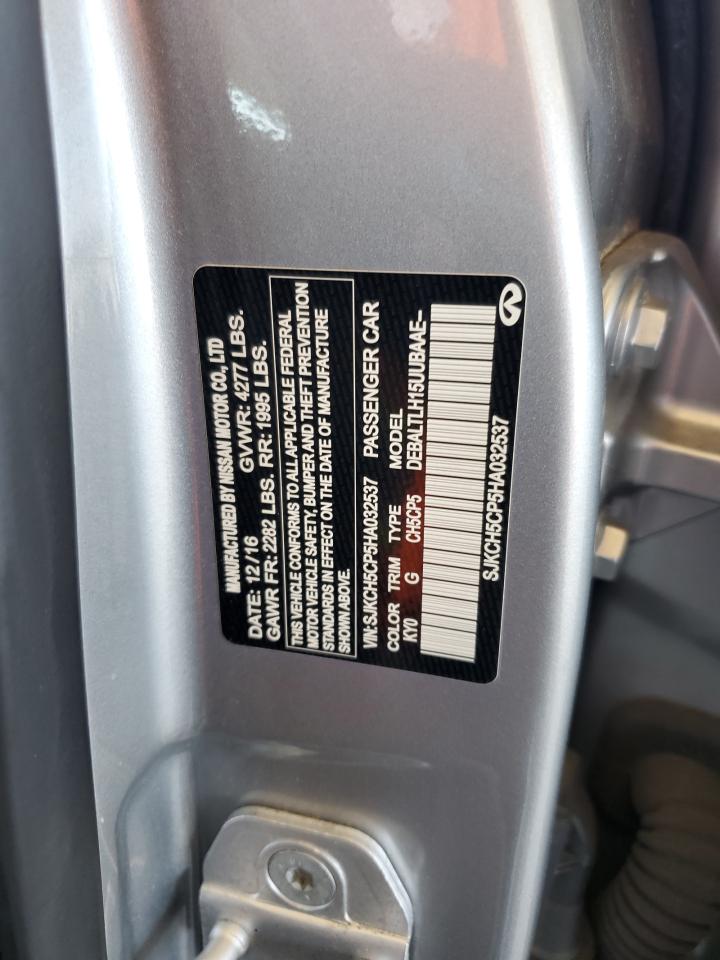 MANUFACTURED BY NISSAN MOTOR CO., LTD
DATE: 12/16 GVWR: 4277 LBS.
GAWR FR: 2282 LBS. RR: 1995 LBS.
THIS VEHICLE CONFORMS TO ALL APPLICABLE FEDERAL
MOTOR VEHICLE SAFETY, BUMPER AND THEFT PREVENTION
STANDARDS IN EFFECT ON THE DATE OF MANUFACTURE
SHOWN ABOVE.
VIN:SJKCH5CP5HA032537 PASSENGER CAR
COLOR TRIM TYPE MODEL
KY0 G CH5CP5 DEBALTLH15UUBAAE-
SJKCH5CP5HA032537